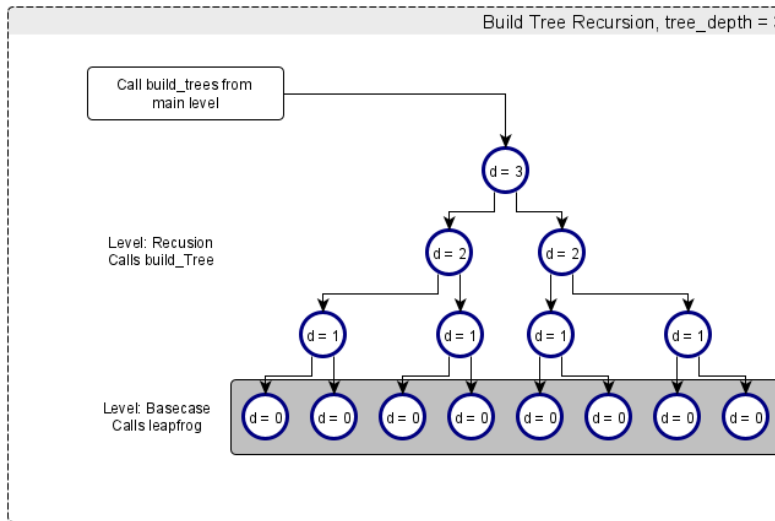 Build Tree Recursion, tree_depth =
Call build_trees from
main level
d = 3
Level: Recusion
Calls build_Tree
d = 2 d = 2
d = 1 d = 1 d = 1 d = 1
Level: Basecase
Calls leapfrog
d = 0 d = 0 d = 0 d = 0 d = 0 d = 0 d = 0 d = 0